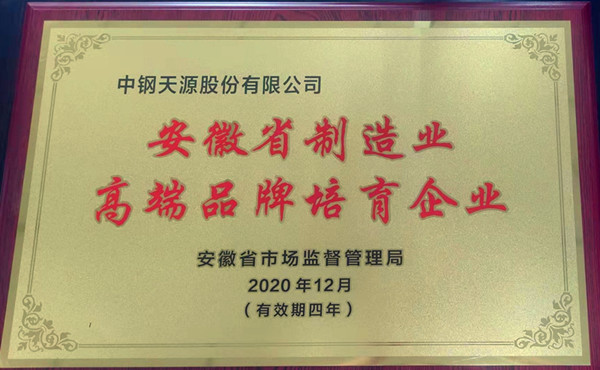 中钢天源股份有限公司
安徽省制造业
高端品牌培育企业
安徽省市场监督管理局
2020年12月
（有效期四年）